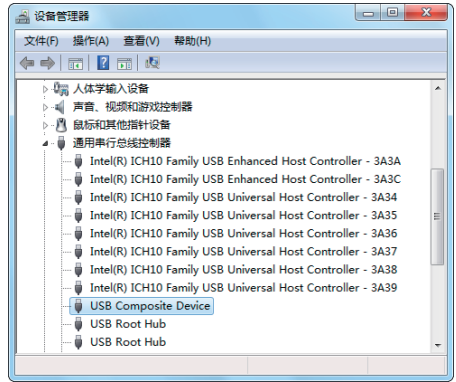 设备管理器
文件(F) 操作(A) 查看(V) 帮助(H)
人体学输入设备
声音、视频和游戏控制器
鼠标和其他指针设备
通用串行总线控制器
Intel(R) ICH10 Family USB Enhanced Host Controller - 3A3A
Intel(R) ICH10 Family USB Enhanced Host Controller - 3A3C
Intel(R) ICH10 Family USB Universal Host Controller - 3A34
Intel(R) ICH10 Family USB Universal Host Controller - 3A35
Intel(R) ICH10 Family USB Universal Host Controller - 3A36
Intel(R) ICH10 Family USB Universal Host Controller - 3A37
Intel(R) ICH10 Family USB Universal Host Controller - 3A38
Intel(R) ICH10 Family USB Universal Host Controller - 3A39
USB Composite Device
USB Root Hub
USB Root Hub